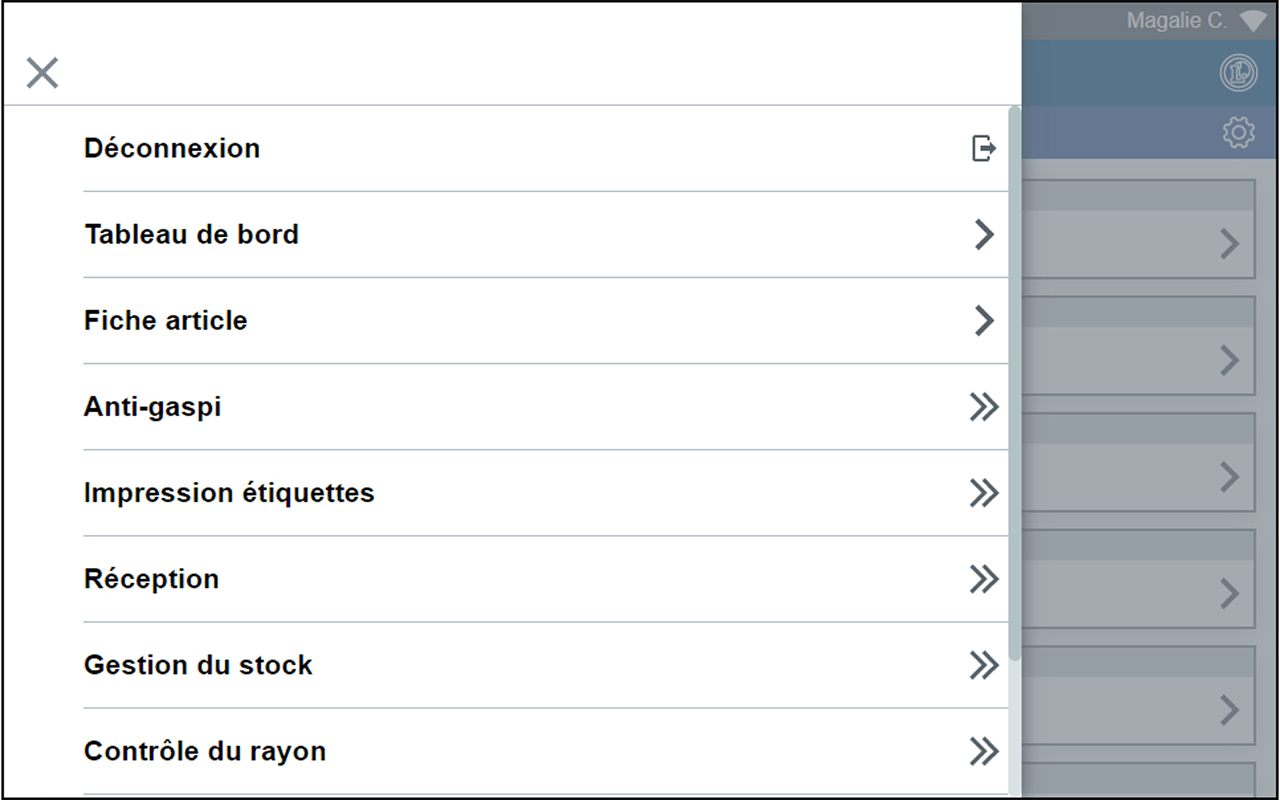 Magalie C.
Déconnexion
Tableau de bord
Fiche article
Anti-gaspi
Impression étiquettes
Réception
Gestion du stock
Contrôle du rayon